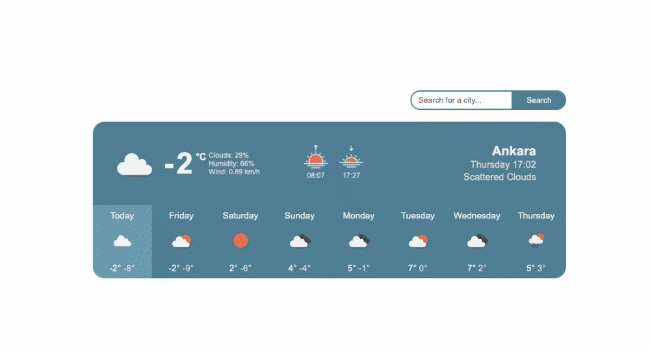 Search for a city...
Search
-2 °C
Clouds: 29%
Humidity: 66%
Wind: 0.89 km/h
08:07
17:27
Ankara
Thursday 17:02
Scattered Clouds
Today
Friday
Saturday
Sunday
Monday
Tuesday
Wednesday
Thursday
-2° -8°
-2° -9°
2° -6°
4° -4°
5° -1°
7° 0°
7° 2°
5° 3°